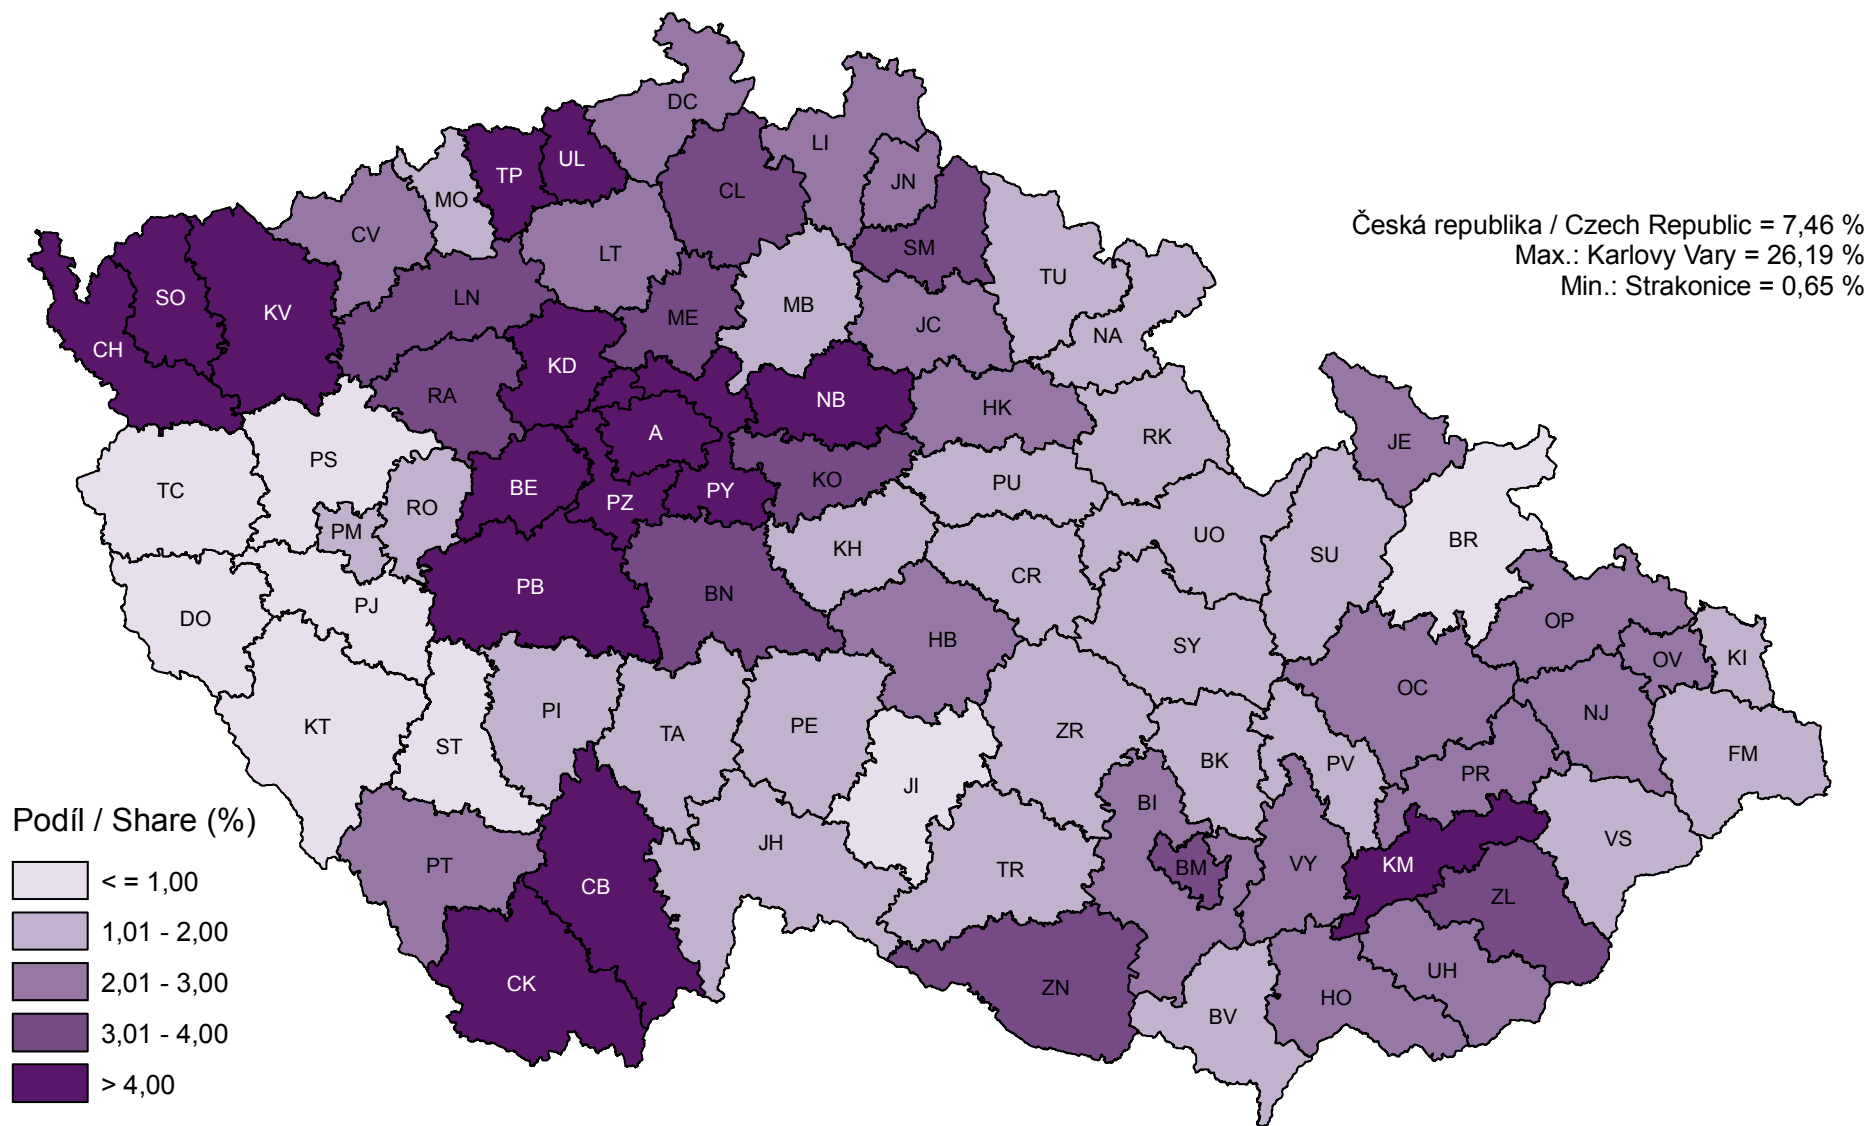 DC
LI
UL
TP
JN
CL
MO
Česká republika / Czech Republic = 7,46 %
Max.: Karlovy Vary = 26,19 %
Min.: Strakonice = 0,65 %
CV
LT
SM
TU
SO
LN
MB
KV
ME
JC
NA
CH
KD
RA
NB
HK
A
RK
JE
PS
TC
BE
PZ
PY
KO
PU
RO
PM
KH
UO
BR
SU
CR
PB
BN
PJ
DO
HB
SY
OP
OV
KI
OC
KT
PI
ST
TA
PE
ZR
NJ
FM
JI
BK
PV
PR
BI
Podíl / Share (%)
< = 1,00
1,01 - 2,00
2,01 - 3,00
3,01 - 4,00
> 4,00
PT
CB
JH
TR
BM
VY
KM
VS
ZL
CK
ZN
BV
HO
UH